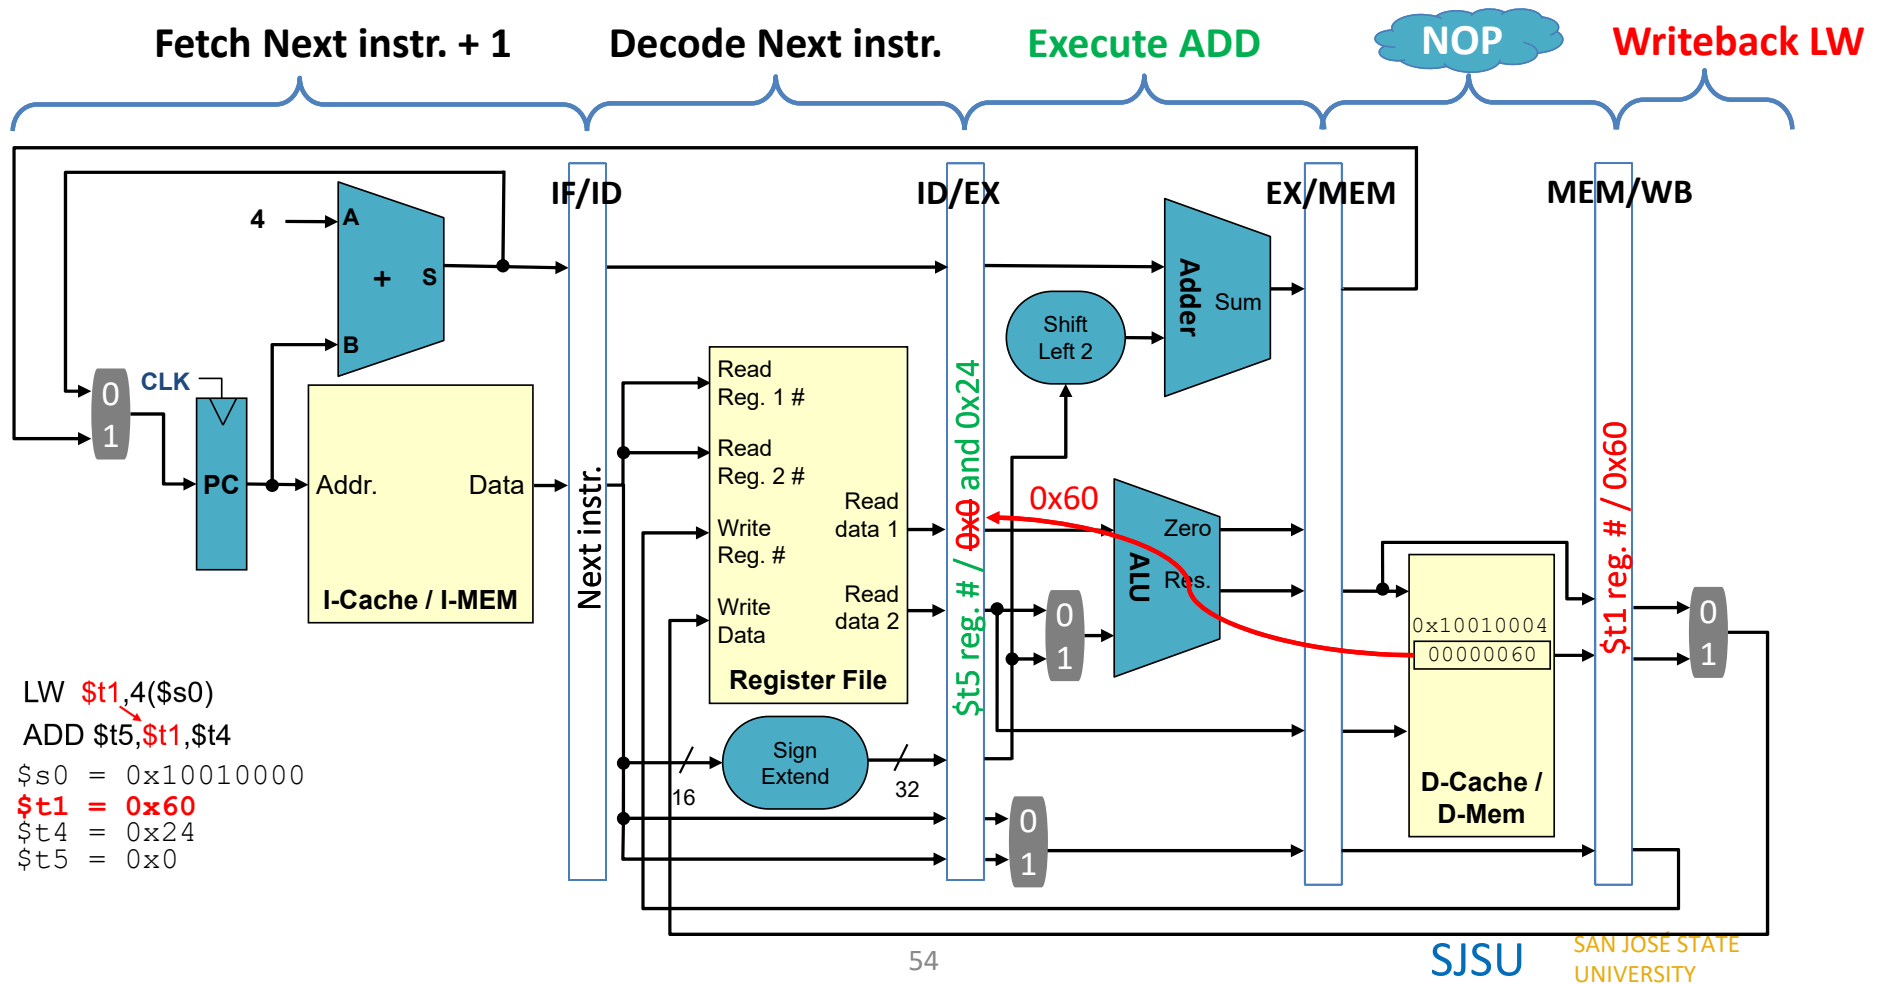 Fetch Next instr. + 1
Decode Next instr.
Execute ADD
NOP
Writeback LW
IF/ID
ID/EX
EX/MEM
MEM/WB
4
A
+
S
B
Adder
Sum
Shift
Left 2
CLK
0
1
PC
Addr.
Data
I-Cache / I-MEM
Next instr.
Read
Reg. 1 #
Read
Reg. 2 #
Write
Reg. #
Write
Data
Read
data 1
Read
data 2
Register File
$t5 reg. # / 0x0 and 0x24
0x60
Zero
ALU
Res.
0
1
0x10010004
00000060
D-Cache /
D-Mem
$t1 reg. # / 0x60
0
1
Sign
Extend
16
32
0
1
LW $t1,4($s0)
ADD $t5,$t1,$t4
$s0 = 0x10010000
$t1 = 0x60
$t4 = 0x24
$t5 = 0x0
54
SJSU
SAN JOSÉ STATE
UNIVERSITY